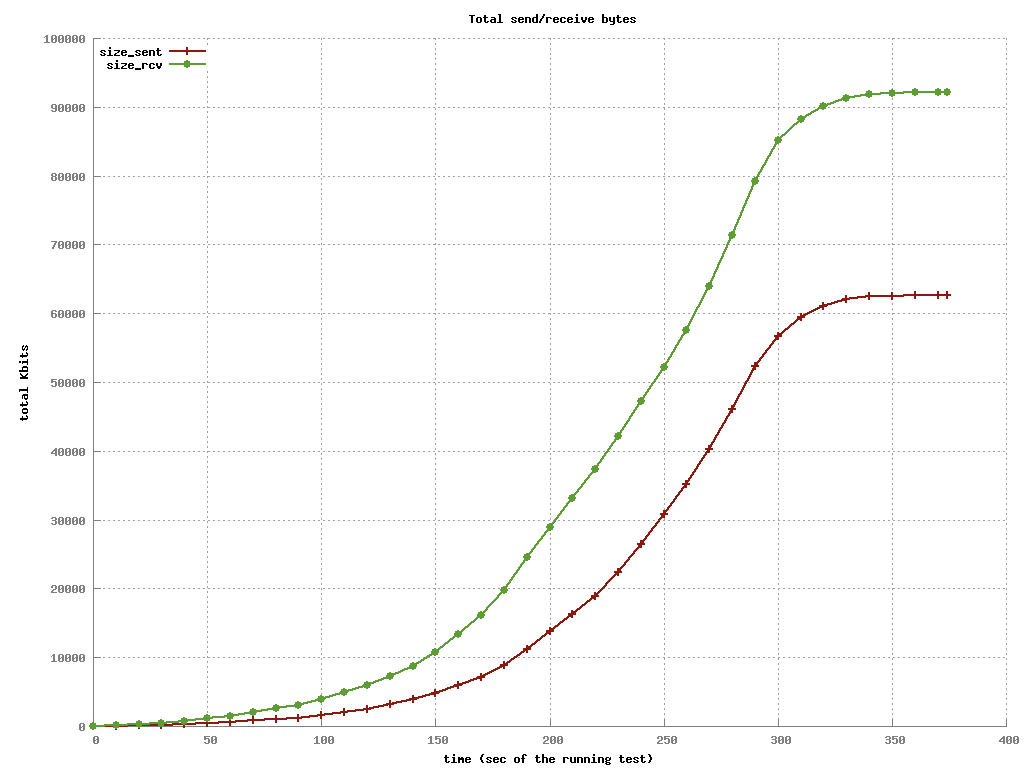 Total send/receive bytes
size_sent
size_rcv
100000
90000
80000
70000
60000
50000
40000
30000
20000
10000
0
total Kbits
0 50 100 150 200 250 300 350 400
time (sec of the running test)